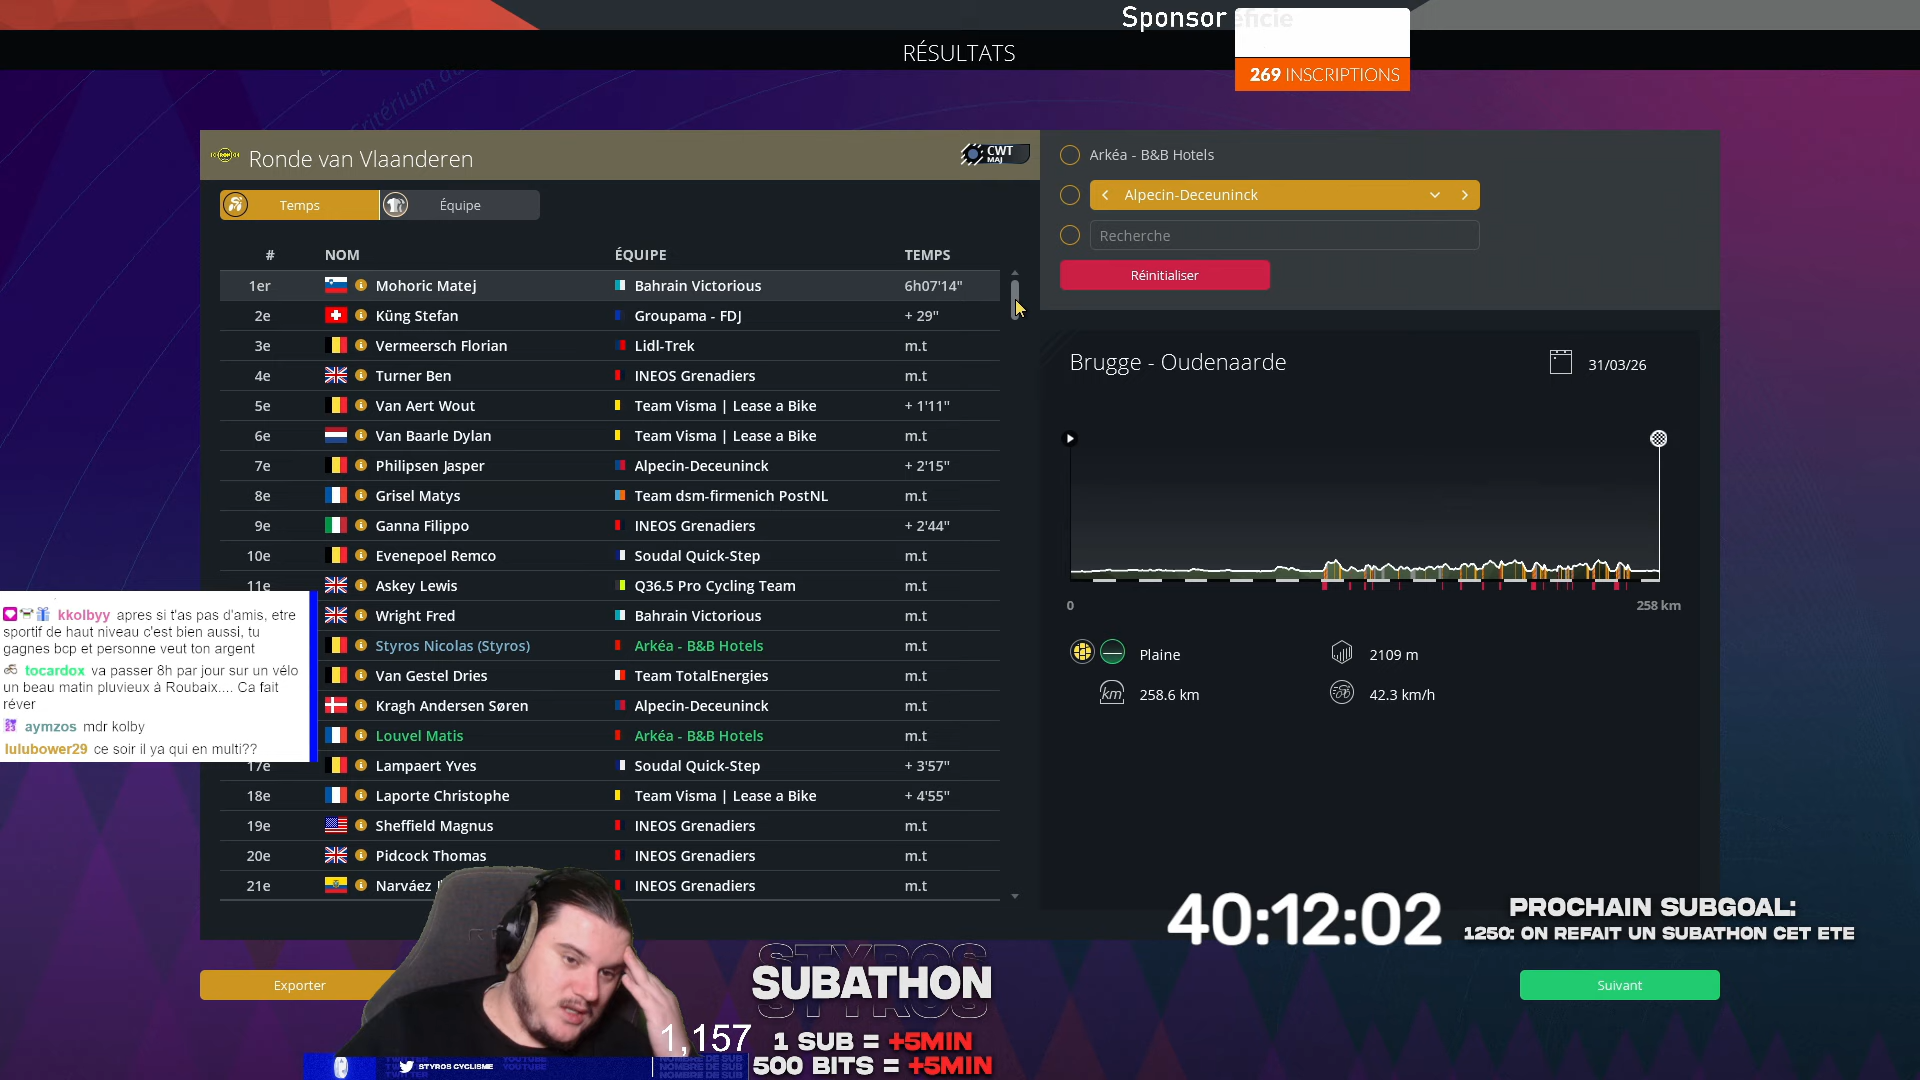 Sponsor eficie
RÉSULTATS
269 INSCRIPTIONS
Critérium du
Ronde van Vlaanderen
CWT
MAJ
Arkéa - B&B Hotels
Alpecin-Deceuninck
Recherche
Réinitialiser
Temps
Équipe
# NOM ÉQUIPE TEMPS
1er Mohoric Matej Bahrain Victorious 6h07'14''
2e Küng Stefan Groupama - FDJ + 29''
3e Vermeersch Florian Lidl-Trek m.t
4e Turner Ben INEOS Grenadiers m.t
5e Van Aert Wout Team Visma | Lease a Bike + 1'11''
6e Van Baarle Dylan Team Visma | Lease a Bike m.t
7e Philipsen Jasper Alpecin-Deceuninck + 2'15''
8e Grisel Matys Team dsm-firmenich PostNL m.t
9e Ganna Filippo INEOS Grenadiers + 2'44''
10e Evenepoel Remco Soudal Quick-Step m.t
11e Askey Lewis Q36.5 Pro Cycling Team m.t
Wright Fred Bahrain Victorious m.t
Styros Nicolas (Styros) Arkéa - B&B Hotels m.t
Van Gestel Dries Team TotalEnergies m.t
Kragh Andersen Søren Alpecin-Deceuninck m.t
Louvel Matis Arkéa - B&B Hotels m.t
17e Lampaert Yves Soudal Quick-Step + 3'57''
18e Laporte Christophe Team Visma | Lease a Bike + 4'55''
19e Sheffield Magnus INEOS Grenadiers m.t
20e Pidcock Thomas INEOS Grenadiers m.t
21e Narváez INEOS Grenadiers m.t
Brugge - Oudenaarde
31/03/26
0 258 km
Plaine
2109 m
km 258.6 km
42.3 km/h
kkolbyy apres si t'as pas d'amis, etre
sportif de haut niveau c'est bien aussi, tu
gagnes bcp et personne veut ton argent
tocardox va passer 8h par jour sur un vélo
un beau matin pluvieux à Roubaix.... Ca fait
réver
aymzos mdr kolby
lulubower29 ce soir il ya qui en multi??
40:12:02
PROCHAIN SUBGOAL:
1250: ON REFAIT UN SUBATHON CET ETE
Exporter
Suivant
STYROS
SUBATHON
1,157
1 SUB = +5MIN
500 BITS = +5MIN
STYROS CYCLISME
YOUTUBE
NOMBRE DE SUB